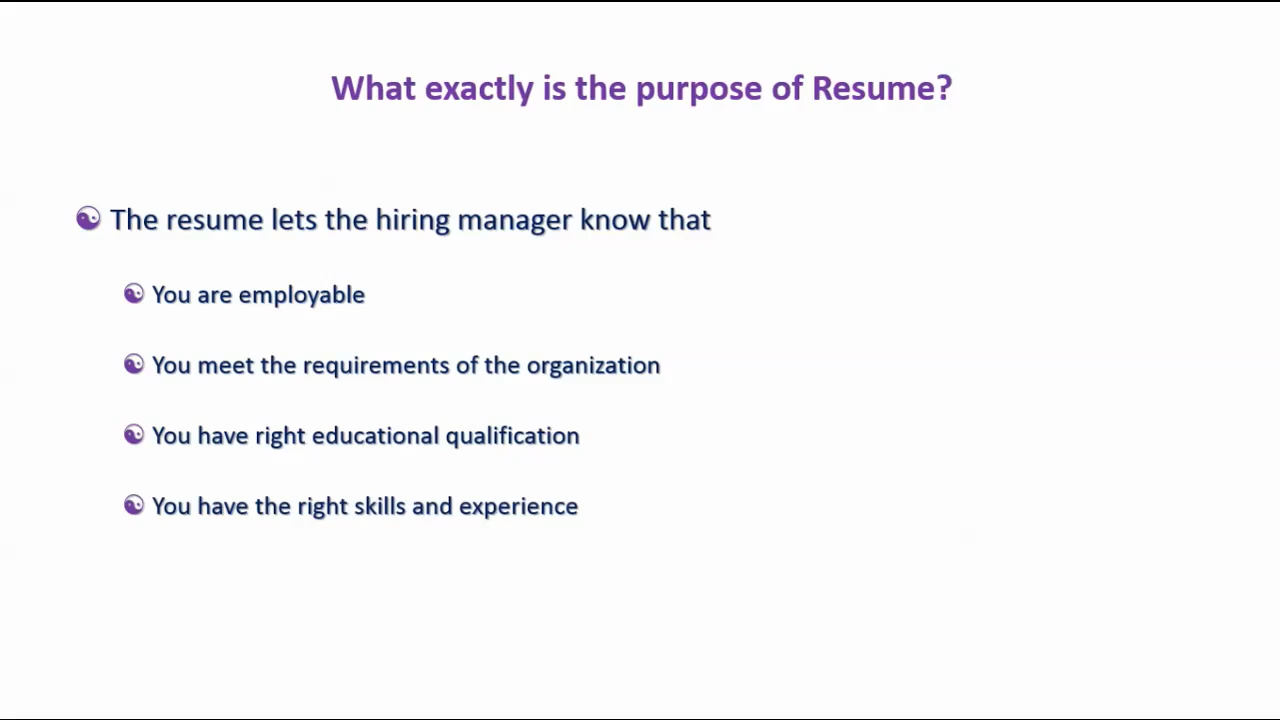 What exactly is the purpose of Resume?
The resume lets the hiring manager know that
You are employable
You meet the requirements of the organization
You have right educational qualification
You have the right skills and experience